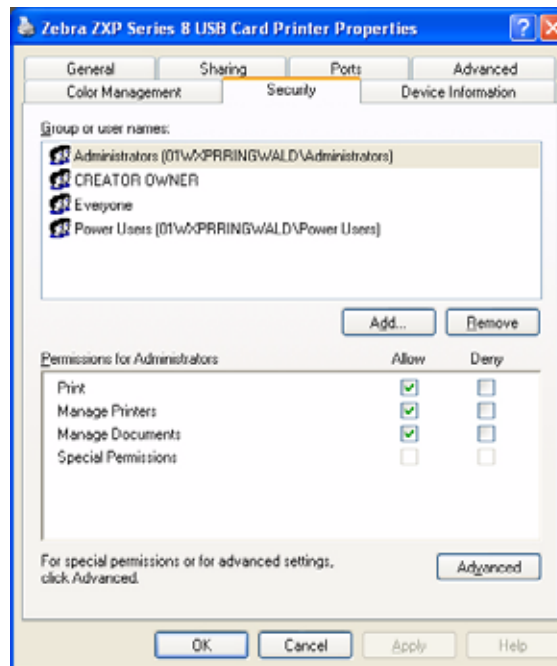 Zebra ZXP Series 8 USB Card Printer Properties
General Sharing Ports Advanced
Color Management Security Device Information
Group or user names:
Administrators (01WXPRRINGWALD\Administrators)
CREATOR OWNER
Everyone
Power Users (01WXPRRINGWALD\Power Users)
Add... Remove
Permissions for Administrators Allow Deny
Print
Manage Printers
Manage Documents
Special Permissions
For special permissions or for advanced settings,
click Advanced.
Advanced
OK Cancel Apply Help